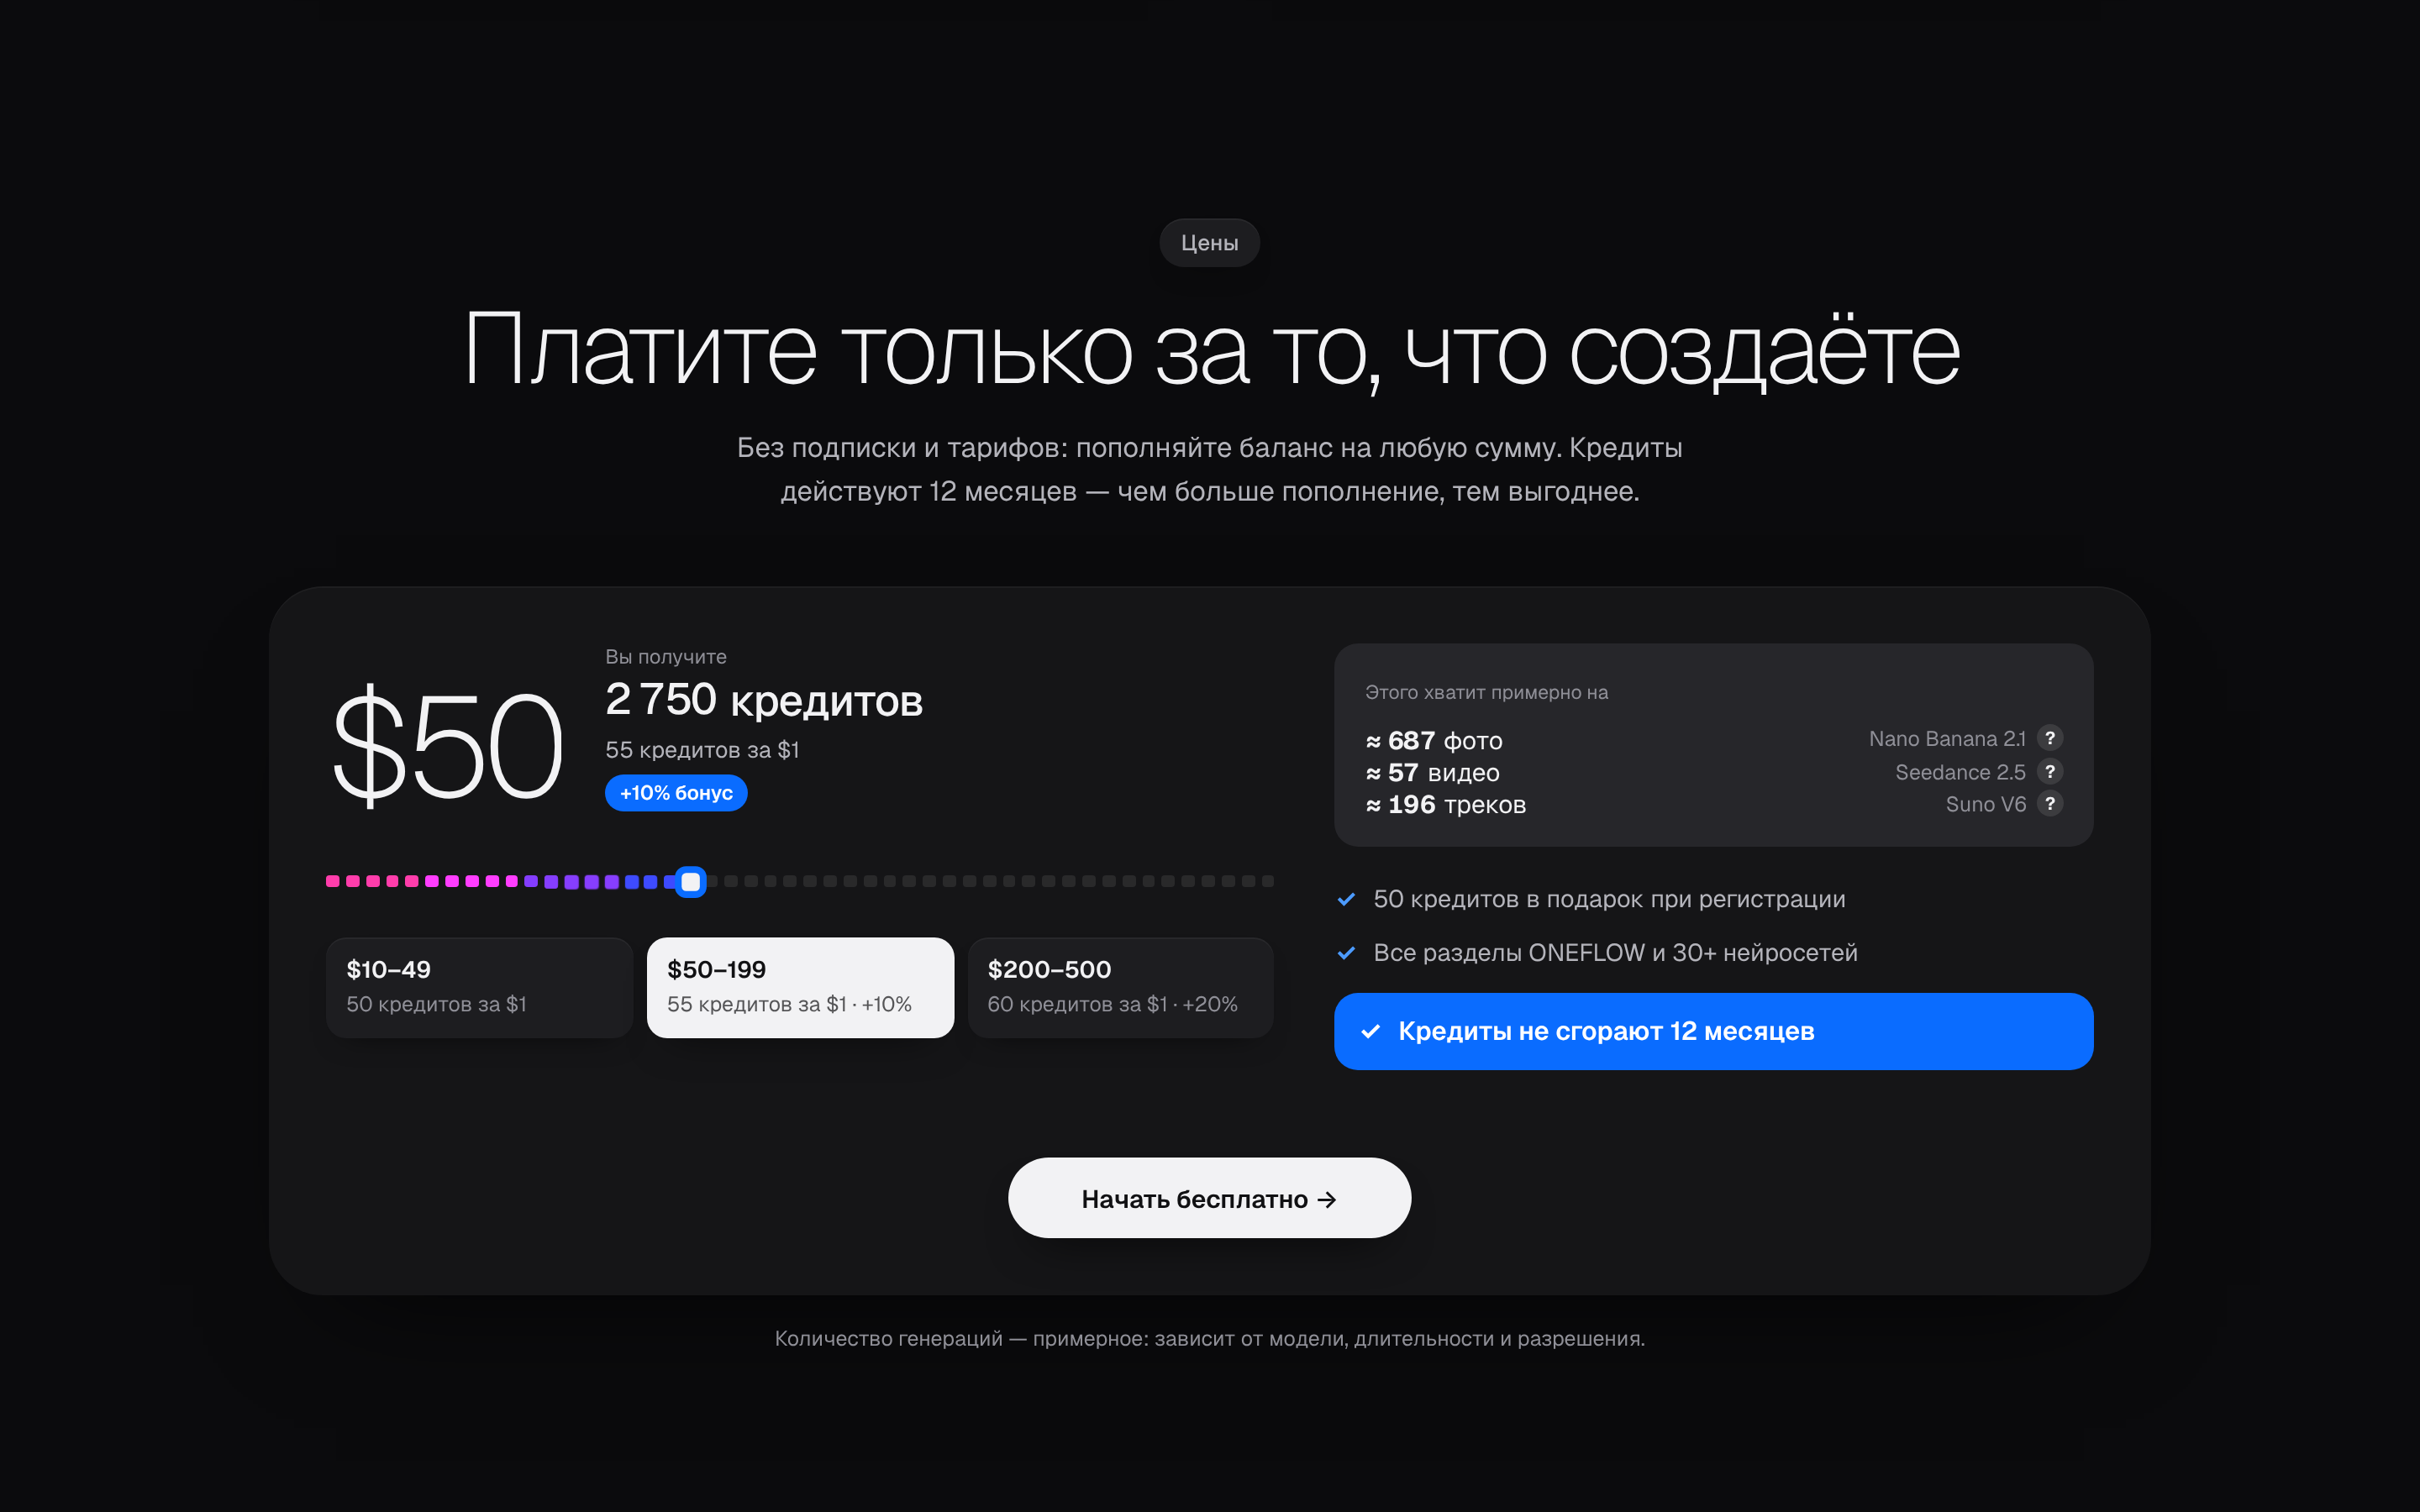 Цены
Платите только за то, что создаёте
Без подписки и тарифов: пополняйте баланс на любую сумму. Кредиты
действуют 12 месяцев — чем больше пополнение, тем выгоднее.
$50
Вы получите
2 750 кредитов
55 кредитов за $1
+10% бонус
$10–49
50 кредитов за $1
$50–199
55 кредитов за $1 · +10%
$200–500
60 кредитов за $1 · +20%
Этого хватит примерно на
≈ 687 фото Nano Banana 2.1 ?
≈ 57 видео Seedance 2.5 ?
≈ 196 треков Suno V6 ?
50 кредитов в подарок при регистрации
Все разделы ONEFLOW и 30+ нейросетей
Кредиты не сгорают 12 месяцев
Начать бесплатно →
Количество генераций — примерное: зависит от модели, длительности и разрешения.